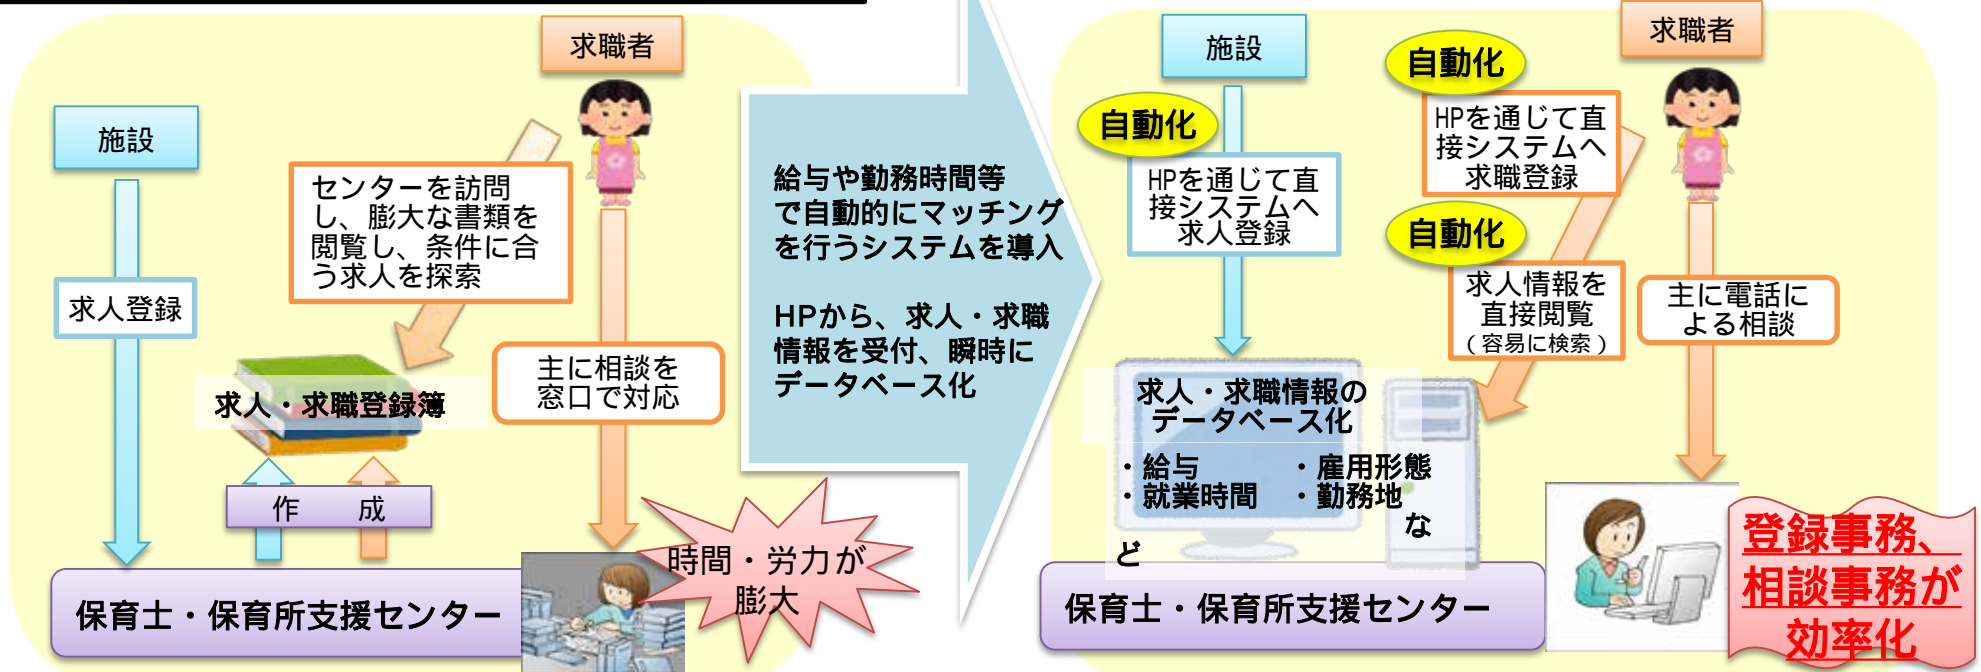 求職者
施設
センターを訪問
し、膨大な書類を
閲覧し、条件に合
う求人を探索
求人登録
主に相談を
窓口で対応
求人・求職登録簿
作　成
時間・労力が
膨大
保育士・保育所支援センター
給与や勤務時間等
で自動的にマッチング
を行うシステムを導入
HPから、求人・求職
情報を受付、瞬時に
データベース化
施設
自動化
HPを通じて直
接システムへ
求人登録
求職者
自動化
HPを通じて直
接システムへ
求職登録
自動化
求人情報を
直接閲覧
（容易に検索）
主に電話に
よる相談
求人・求職情報の
データベース化
・給与　・雇用形態
・就業時間　・勤務地
な
ど
保育士・保育所支援センター
登録事務、
相談事務が
効率化